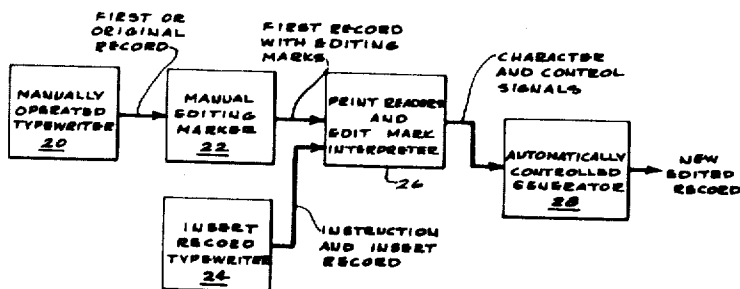 FIRST OR
ORIGINAL
RECORD
FIRST RECORD
WITH EDITING
MARKS
CHARACTER
AND CONTROL
SIGNALS
MANUALLY
OPERATED
TYPEWRITER
20
MANUAL
EDITING
MARKER
22
PRINT READERS
AND
EDIT MARK
INTERPRETER
26
AUTOMATICALLY
CONTROLLED
GENERATOR
28
NEW
EDITED
RECORD
INSERT
RECORD
TYPEWRITER
24
INSTRUCTION
AND INSERT
RECORD